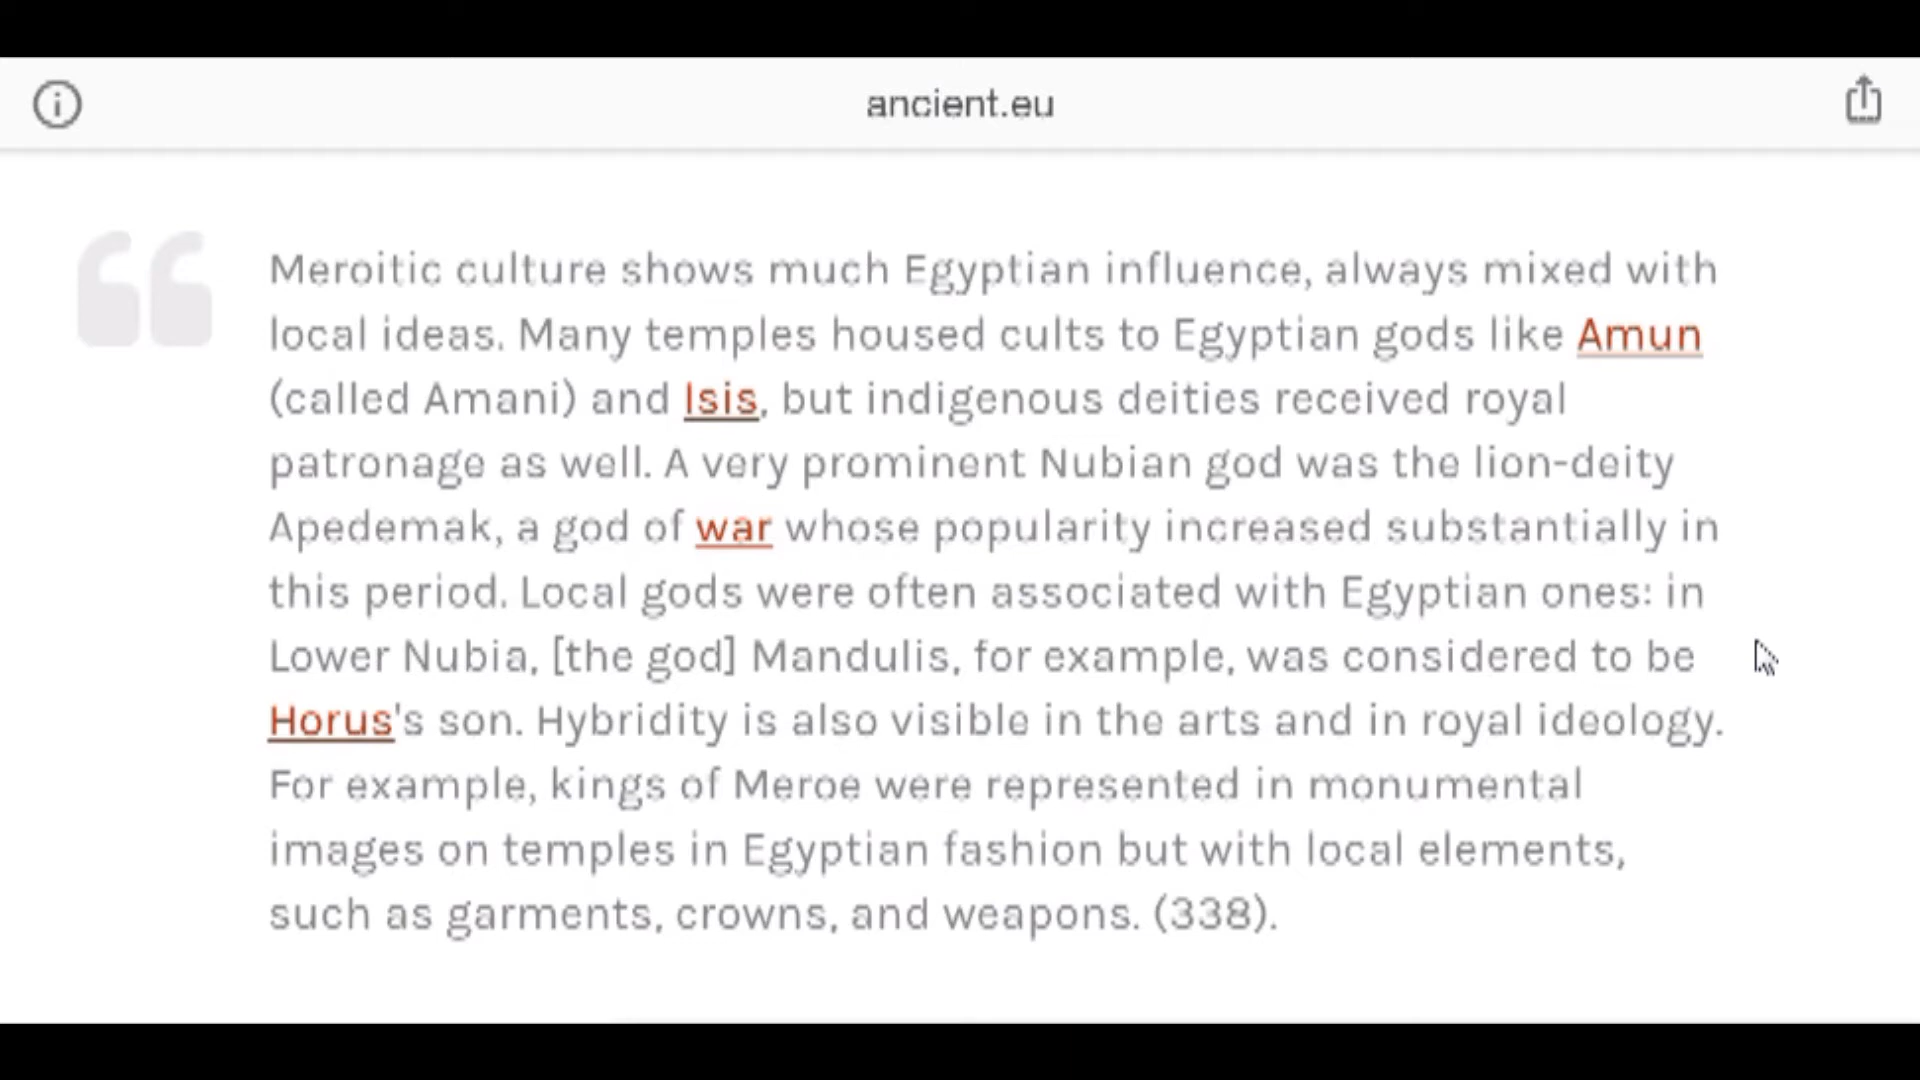 ancient.eu
Meroitic culture shows much Egyptian influence, always mixed with
local ideas. Many temples housed cults to Egyptian gods like Amun
(called Amani) and Isis, but indigenous deities received royal
patronage as well. A very prominent Nubian god was the lion-deity
Apedemak, a god of war whose popularity increased substantially in
this period. Local gods were often associated with Egyptian ones: in
Lower Nubia, [the god] Mandulis, for example, was considered to be
Horus's son. Hybridity is also visible in the arts and in royal ideology.
For example, kings of Meroe were represented in monumental
images on temples in Egyptian fashion but with local elements,
such as garments, crowns, and weapons. (338).